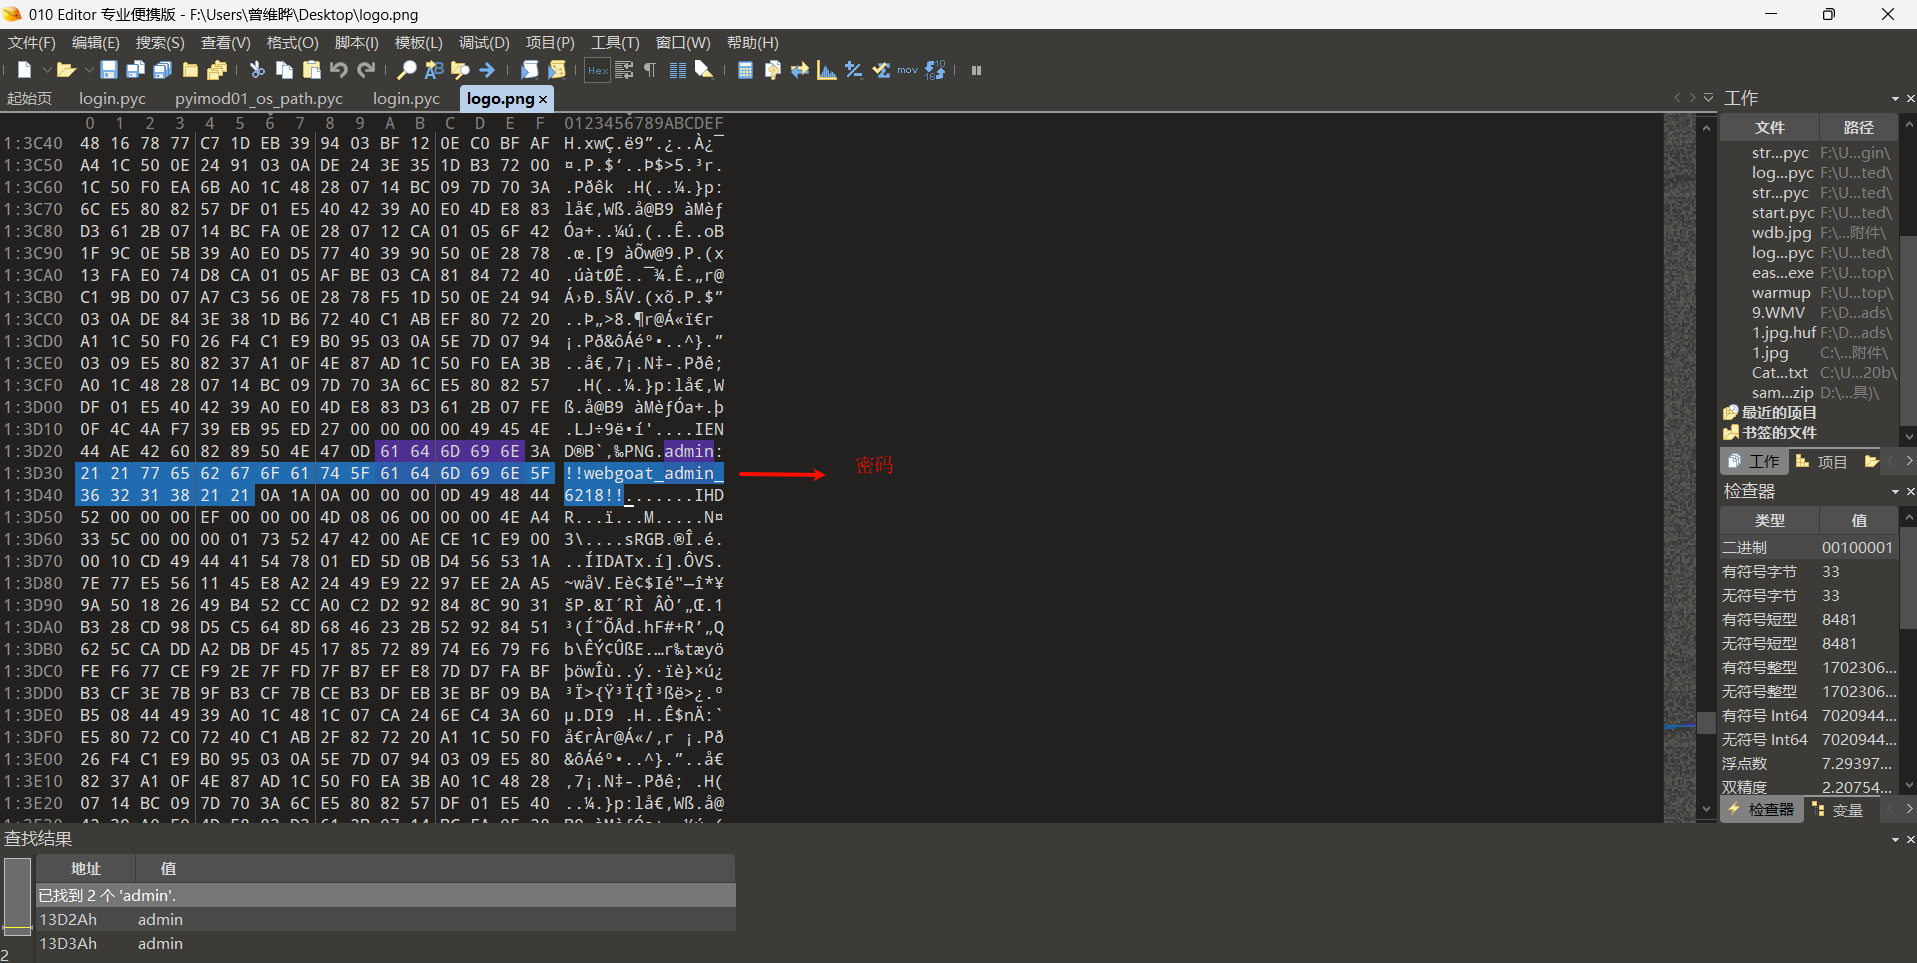 010 Editor 专业便携版 - F:\Users\曾维晔\Desktop\logo.png
文件(F) 编辑(E) 搜索(S) 查看(V) 格式(O) 脚本(I) 模板(L) 调试(D) 项目(P) 工具(T) 窗口(W) 帮助(H)
起始页 login.pyc pyimod01_os_path.pyc login.pyc logo.png
0 1 2 3 4 5 6 7 8 9 A B C D E F 0123456789ABCDEF
1:3C40 48 16 78 77 C7 1D EB 39 94 03 BF 12 0E C0 BF AF H.xwÇ.ë9”.¿..À¿¯
1:3C50 A4 1C 50 0E 24 91 03 0A DE 24 3E 35 1D B3 72 00 ¤.P.$‘..Þ$>5.³r.
1:3C60 1C 50 F0 EA 6B A0 1C 48 28 07 14 BC 09 7D 70 3A .Pðêk .H(..¼.}p:
1:3C70 6C E5 80 82 57 DF 01 E5 40 42 39 A0 E0 4D E8 83 lå€‚Wß.å@B9 àMèƒ
1:3C80 D3 61 2B 07 14 BC FA 0E 28 07 12 CA 01 05 6F 42 Óa+..¼ú.(..Ê..oB
1:3C90 1F 9C 0E 5B 39 A0 E0 D5 77 40 39 90 50 0E 28 78 .œ.[9 àÕw@9.P.(x
1:3CA0 13 FA E0 74 D8 CA 01 05 AF BE 03 CA 81 84 72 40 .úàtØÊ..¯¾.Ê.„r@
1:3CB0 C1 9B D0 07 A7 C3 56 0E 28 78 F5 1D 50 0E 24 94 Á›Ð.§ÃV.(xõ.P.$”
1:3CC0 03 0A DE 84 3E 38 1D B6 72 40 C1 AB EF 80 72 20 ..Þ„>8.¶r@Á«ï€r
1:3CD0 A1 1C 50 F0 26 F4 C1 E9 B0 95 03 0A 5E 7D 07 94 ¡.Pð&ôÁé°•..^}.”
1:3CE0 03 09 E5 80 82 37 A1 0F 4E 87 AD 1C 50 F0 EA 3B ..å€‚7¡.N‡-.Pðê;
1:3CF0 A0 1C 48 28 07 14 BC 09 7D 70 3A 6C E5 80 82 57 .H(..¼.}p:lå€‚W
1:3D00 DF 01 E5 40 42 39 A0 E0 4D E8 83 D3 61 2B 07 FE ß.å@B9 àMèƒÓa+.þ
1:3D10 0F 4C 4A F7 39 EB 95 ED 27 00 00 00 00 49 45 4E .LJ÷9ë•í'....IEN
1:3D20 44 AE 42 60 82 89 50 4E 47 0D 61 64 6D 69 6E 3A D®B`‚‰PNG.admin:
1:3D30 21 21 77 65 62 67 6F 61 74 5F 61 64 6D 69 6E 5F !!webgoat_admin_
密码
1:3D40 36 32 31 38 21 21 0A 1A 0A 00 00 00 0D 49 48 44 6218!!.......IHD
1:3D50 52 00 00 00 EF 00 00 00 4D 08 06 00 00 00 4E A4 R...ï...M.....N¤
1:3D60 33 5C 00 00 00 01 73 52 47 42 00 AE CE 1C E9 00 3\....sRGB.®Î.é.
1:3D70 00 10 CD 49 44 41 54 78 01 ED 5D 0B D4 56 53 1A ..ÍIDATx.í].ÔVS.
1:3D80 7E 77 E5 56 11 45 E8 A2 24 49 E9 22 97 EE 2A A5 ~wåV.Eè¢$Ié"—î*¥
1:3D90 9A 50 18 26 49 B4 52 CC A0 C2 D2 92 84 8C 90 31 šP.&I´RÌ ÂÒ’„Œ.1
1:3DA0 B3 28 CD 98 D5 C5 64 8D 68 46 23 2B 52 92 84 51 ³(Í˜ÕÅd.hF#+R’„Q
1:3DB0 62 5C CA DD A2 DB DF 45 17 85 72 89 74 E6 79 F6 b\ÊÝ¢ÛßE.…r‰tæyö
1:3DC0 FE F6 77 CE F9 2E 7F FD 7F B7 EF E8 7D D7 FA BF þöwÎù..ý.·ïè}×ú¿
1:3DD0 B3 CF 3E 7B 9F B3 CF 7B CE B3 DF EB 3E BF 09 BA ³Ï>{Ÿ³Ï{Î³ßë>¿.º
1:3DE0 B5 08 44 49 39 A0 1C 48 1C 07 CA 24 6E C4 3A 60 µ.DI9 .H..Ê$nÄ:`
1:3DF0 E5 80 72 C0 72 40 C1 AB 2F 82 72 20 A1 1C 50 F0 å€rÀr@Á«/‚r ¡.Pð
1:3E00 26 F4 C1 E9 B0 95 03 0A 5E 7D 07 94 03 09 E5 80 &ôÁé°•..^}.”..å€
1:3E10 82 37 A1 0F 4E 87 AD 1C 50 F0 EA 3B A0 1C 48 28 ‚7¡.N‡-.Pðê; .H(
1:3E20 07 14 BC 09 7D 70 3A 6C E5 80 82 57 DF 01 E5 40 ..¼.}p:lå€‚Wß.å@
工作
文件 路径
str...pyc F:\U...gin\
log...pyc F:\U...ted\
str...pyc F:\U...ted\
start.pyc F:\U...ted\
wdb.jpg F:\...附件\
log...pyc F:\U...ted\
eas...exe F:\U...top\
warmup F:\U...top\
9.WMV F:\D...ads\
1.jpg.huf F:\D...ads\
1.jpg C:\...附件\
Cat...txt C:\U...20b\
sam...zip D:\...具)\
最近的项目
书签的文件
工作 项目
检查器
类型 值
二进制 00100001
有符号字节 33
无符号字节 33
有符号短型 8481
无符号短型 8481
有符号整型 1702306...
无符号整型 1702306...
有符号 Int64 7020944...
无符号 Int64 7020944...
浮点数 7.29397...
双精度 2.20754...
检查器 变量
查找结果
地址 值
已找到 2 个 'admin'.
13D2Ah admin
13D3Ah admin
2